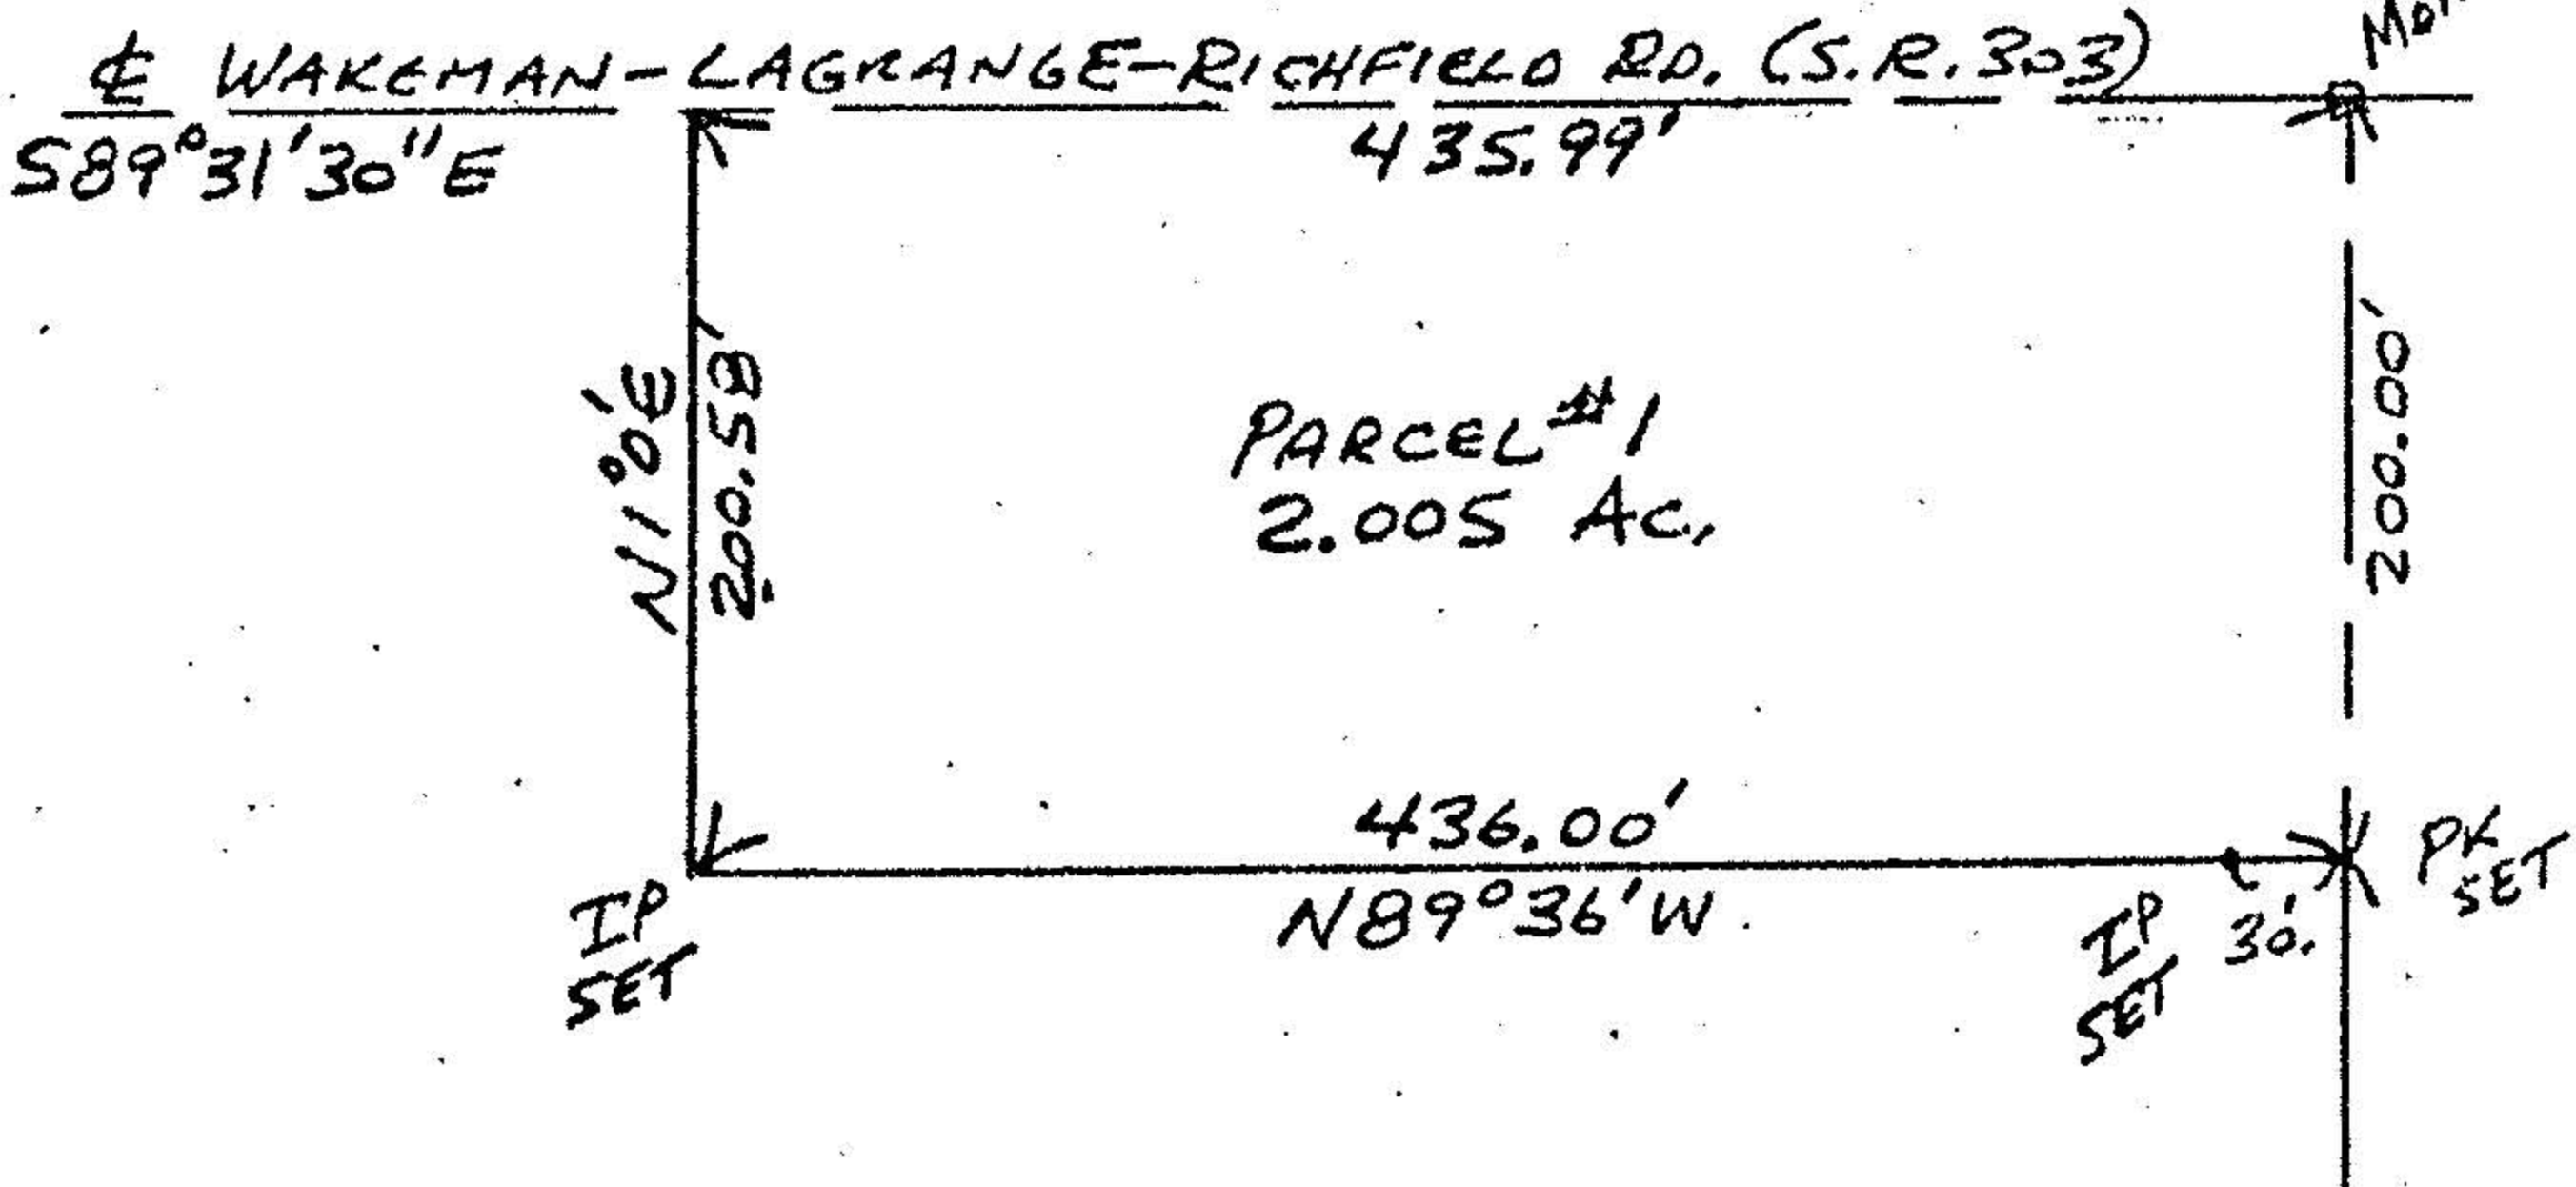 ℄ WAKEMAN-LAGRANGE-RICHFIELD RD. (S.R. 303)
S89°31'30"E
435.99'
N1°0'E
200.58'
PARCEL #1
2.005 Ac.
200.00'
436.00'
N89°36'W
IP
SET
IP
SET
30'
PK
SET